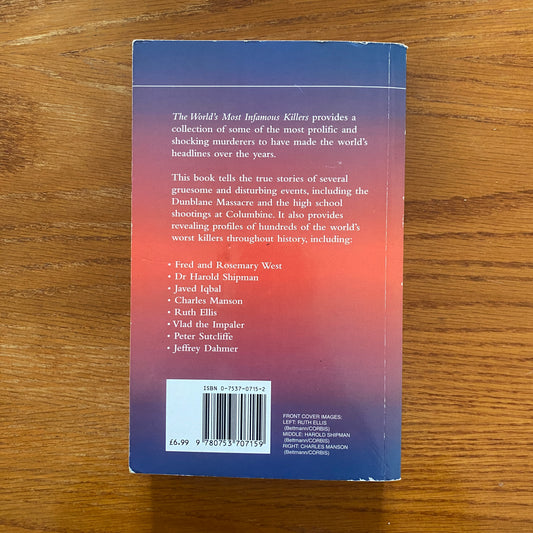 The World's Most Infamous Killers provides a
collection of some of the most prolific and
shocking murderers to have made the world's
headlines over the years.
This book tells the true stories of several
gruesome and disturbing events, including the
Dunblane Massacre and the high school
shootings at Columbine. It also provides
revealing profiles of hundreds of the world's
worst killers throughout history, including:
• Fred and Rosemary West
• Dr Harold Shipman
• Javed Iqbal
• Charles Manson
• Ruth Ellis
• Vlad the Impaler
• Peter Sutcliffe
• Jeffrey Dahmer
ISBN 0-7537-0715-2
£6.99
9 780753 707159
FRONT COVER IMAGES:
LEFT: RUTH ELLIS
(Bettmann/CORBIS)
MIDDLE: HAROLD SHIPMAN
(Bettmann/CORBIS)
RIGHT: CHARLES MANSON
(Bettmann/CORBIS)